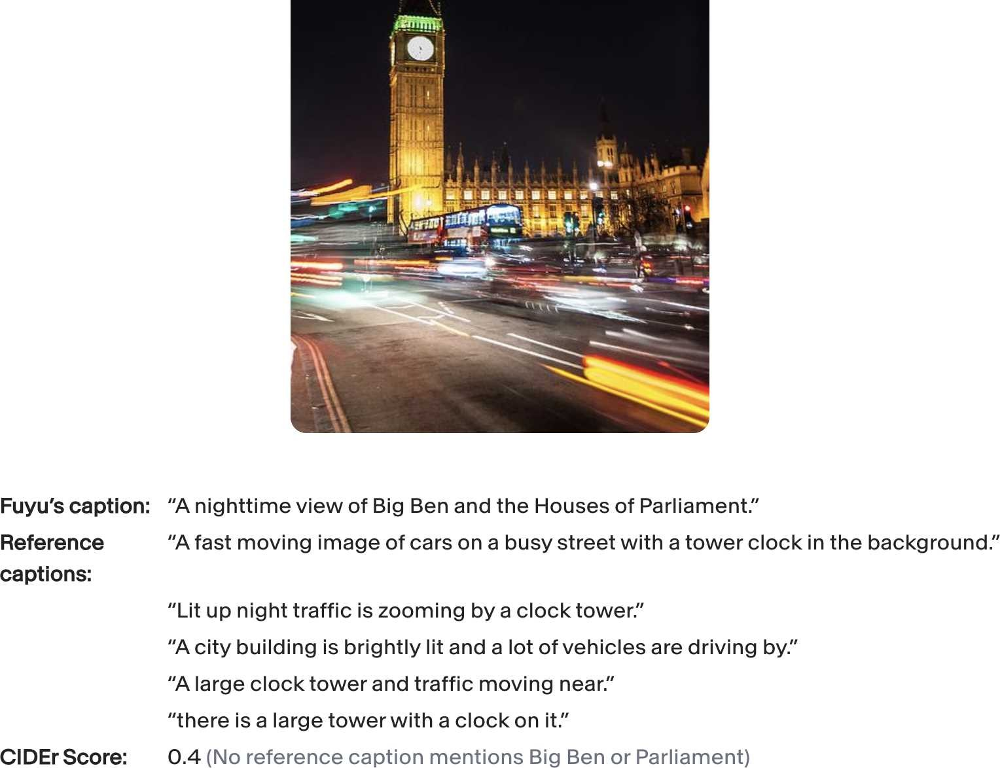 Fuyu’s caption: “A nighttime view of Big Ben and the Houses of Parliament.”
Reference captions: “A fast moving image of cars on a busy street with a tower clock in the background.”
“Lit up night traffic is zooming by a clock tower.”
“A city building is brightly lit and a lot of vehicles are driving by.”
“A large clock tower and traffic moving near.”
“there is a large tower with a clock on it.”
CIDEr Score: 0.4 (No reference caption mentions Big Ben or Parliament)